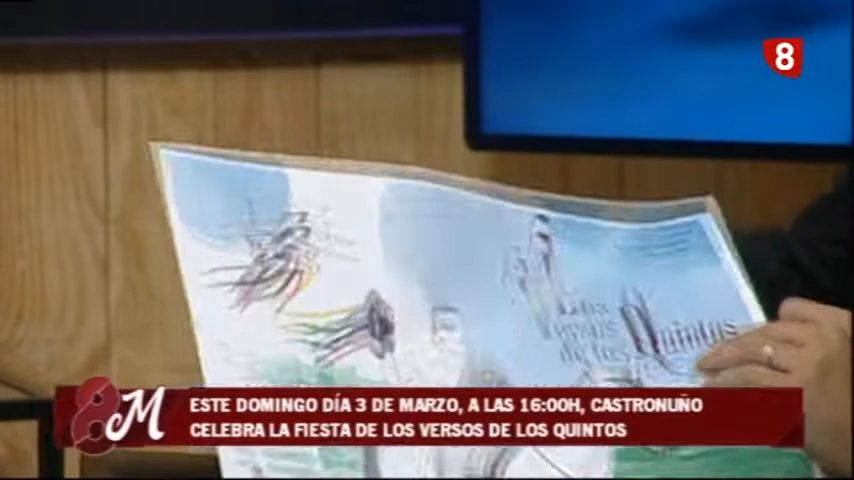 8
Los
versos
de los Quintos
8M
ESTE DOMINGO DÍA 3 DE MARZO, A LAS 16:00H, CASTRONUÑO
CELEBRA LA FIESTA DE LOS VERSOS DE LOS QUINTOS